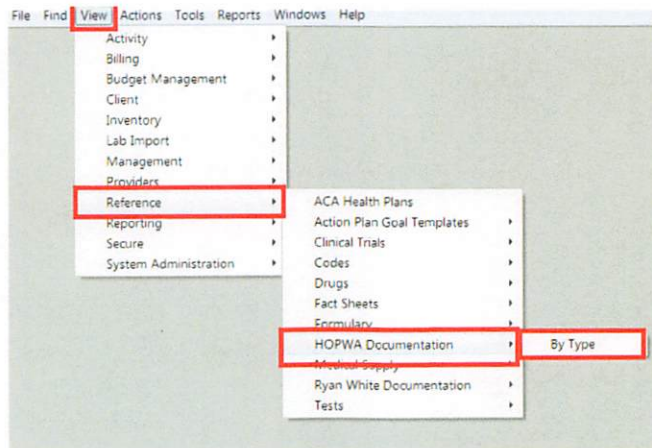 File Find View Actions Tools Reports Windows Help
Activity
Billing
Budget Management
Client
Inventory
Lab Import
Management
Providers
Reference
Reporting
Secure
System Administration
ACA Health Plans
Action Plan Goal Templates
Clinical Trials
Codes
Drugs
Fact Sheets
Formulary
HOPWA Documentation
By Type
Medical Supply
Ryan White Documentation
Tests